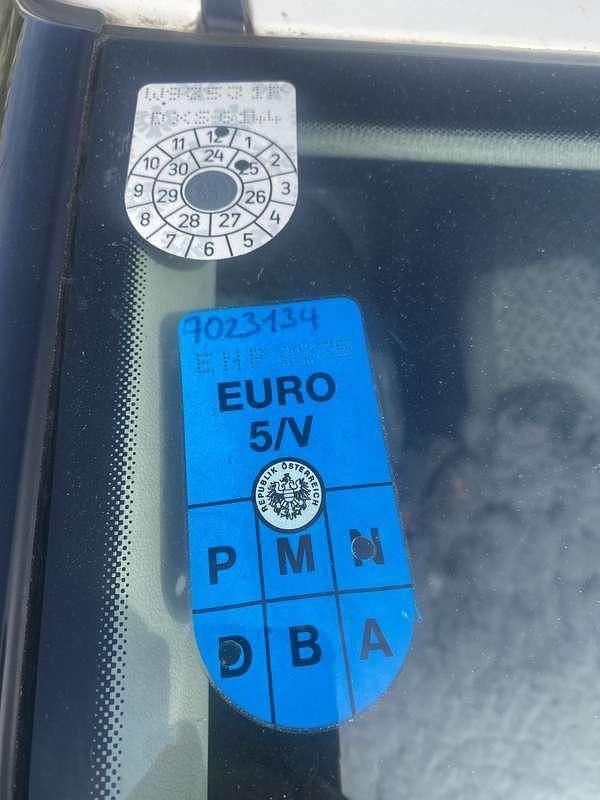 11 12 1
10 30 24 25 2
9 29 26 3
8 28 27 4
7 6 5
7023134
EURO
5/V
REPUBLIK ÖSTERREICH
P M N
D B A